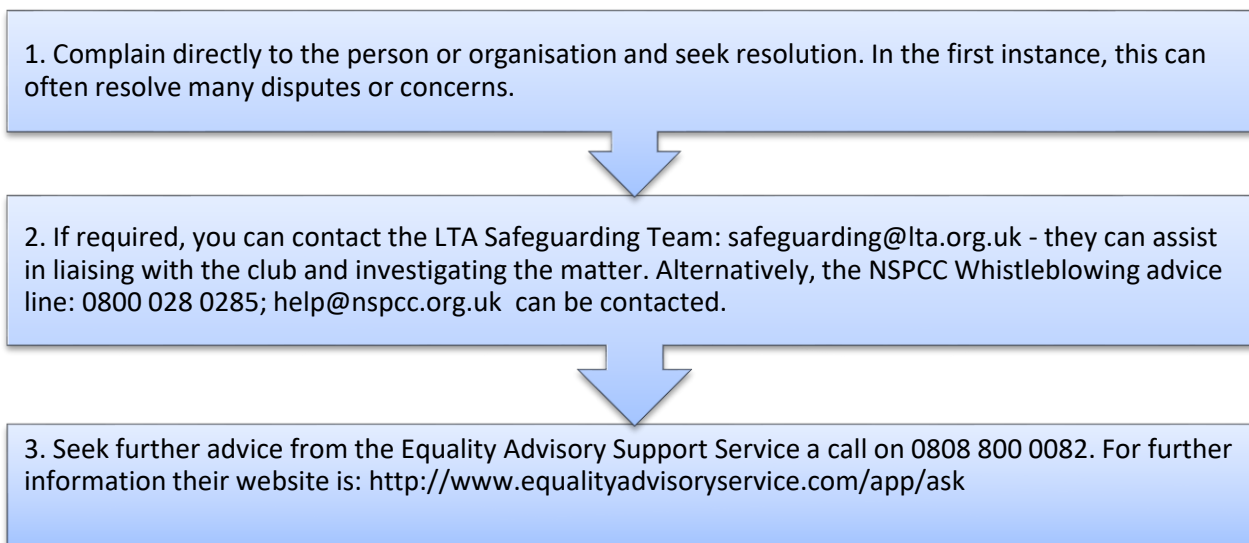 1. Complain directly to the person or organisation and seek resolution. In the first instance, this can
often resolve many disputes or concerns.
2. If required, you can contact the LTA Safeguarding Team: safeguarding@lta.org.uk - they can assist
in liaising with the club and investigating the matter. Alternatively, the NSPCC Whistleblowing advice
line: 0800 028 0285; help@nspcc.org.uk  can be contacted.
3. Seek further advice from the Equality Advisory Support Service a call on 0808 800 0082. For further
information their website is: http://www.equalityadvisoryservice.com/app/ask